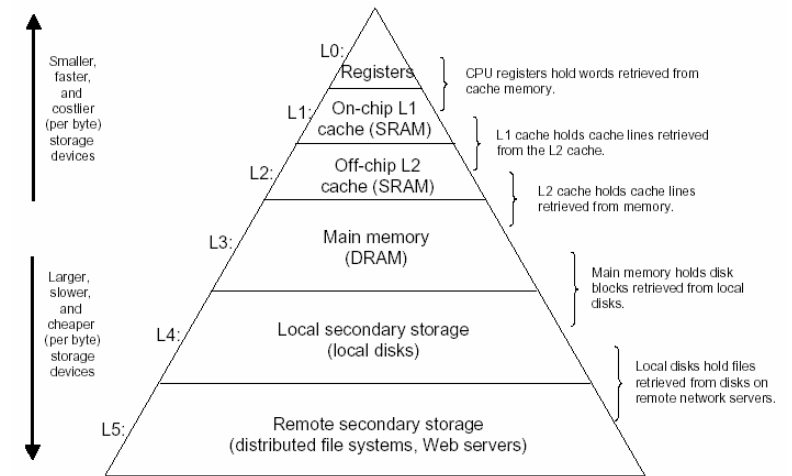 Smaller,
faster,
and
costlier
(per byte)
storage
devices
Larger,
slower,
and
cheaper
(per byte)
storage
devices
L0:
Registers
L1:
On-chip L1
cache (SRAM)
L2:
Off-chip L2
cache (SRAM)
L3:
Main memory
(DRAM)
L4:
Local secondary storage
(local disks)
L5:
Remote secondary storage
(distributed file systems, Web servers)
CPU registers hold words retrieved from
cache memory.
L1 cache holds cache lines retrieved
from the L2 cache.
L2 cache holds cache lines
retrieved from memory.
Main memory holds disk
blocks retrieved from local
disks.
Local disks hold files
retrieved from disks on
remote network servers.